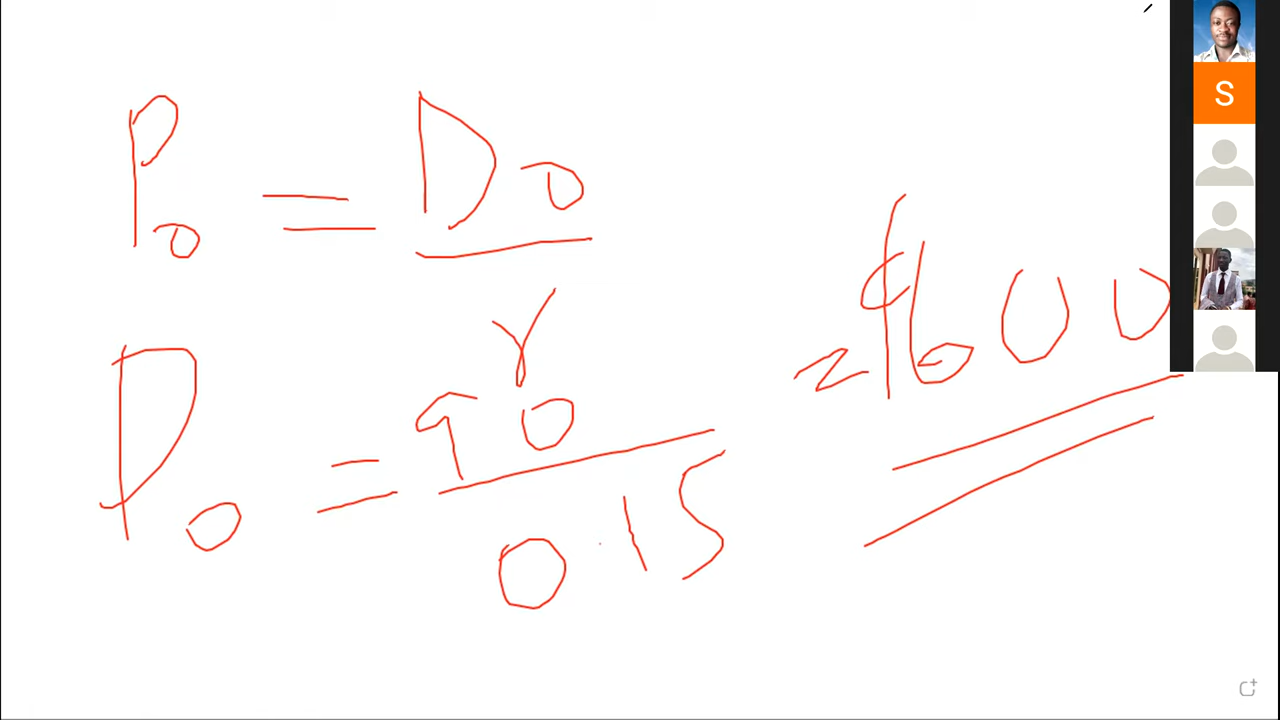 P₀ = D₀
r
P₀ = 90
0.15
= $600
S